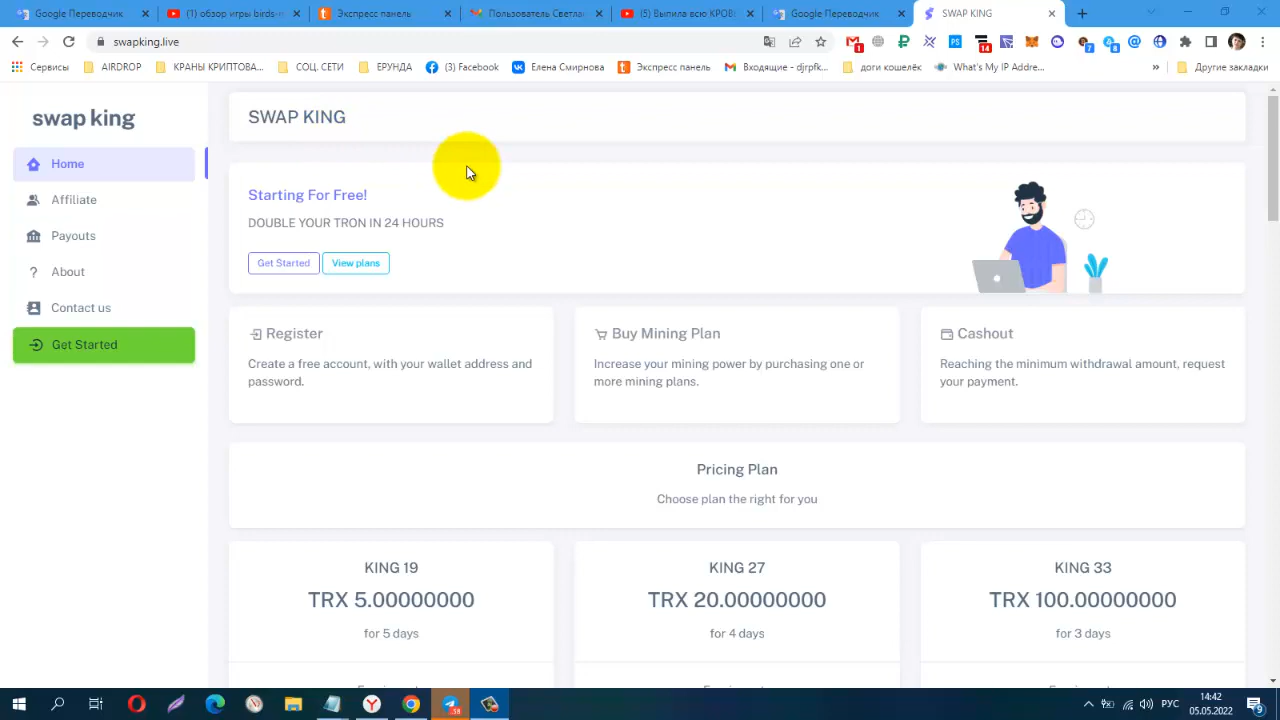 Google Переводчик
(1) обзор игры birds-m
Экспресс панель
Пользователь Светлан
(5) Выпила всю КРОВЬ
Google Переводчик
SWAP KING
swapking.live
1
14
7
8
Сервисы
AIRDROP
КРАНЫ КРИПТОВА...
СОЦ. СЕТИ
ЕРУНДА
(3) Facebook
Елена Смирнова
Экспресс панель
Входящие - djrpfk...
доги кошелёк
What's My IP Addre...
»
Другие закладки
swap king
Home
Affiliate
Payouts
About
Contact us
Get Started
SWAP KING
Starting For Free!
DOUBLE YOUR TRON IN 24 HOURS
Get Started
View plans
Register
Create a free account, with your wallet address and
password.
Buy Mining Plan
Increase your mining power by purchasing one or
more mining plans.
Cashout
Reaching the minimum withdrawal amount, request
your payment.
Pricing Plan
Choose plan the right for you
KING 19
TRX 5.00000000
for 5 days
KING 27
TRX 20.00000000
for 4 days
KING 33
TRX 100.00000000
for 3 days
РУС
14:42
05.05.2022